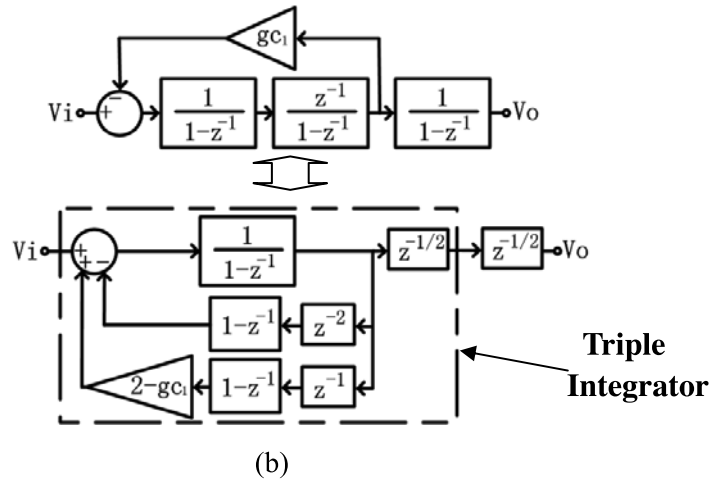 gc₁
Vi + − 1/1−z⁻¹ z⁻¹/1−z⁻¹ 1/1−z⁻¹ Vo
Vi + + − 1/1−z⁻¹ z⁻¹/² z⁻¹/² Vo
1−z⁻¹ z⁻²
2−gc₁ 1−z⁻¹ z⁻¹
Triple
Integrator
(b)